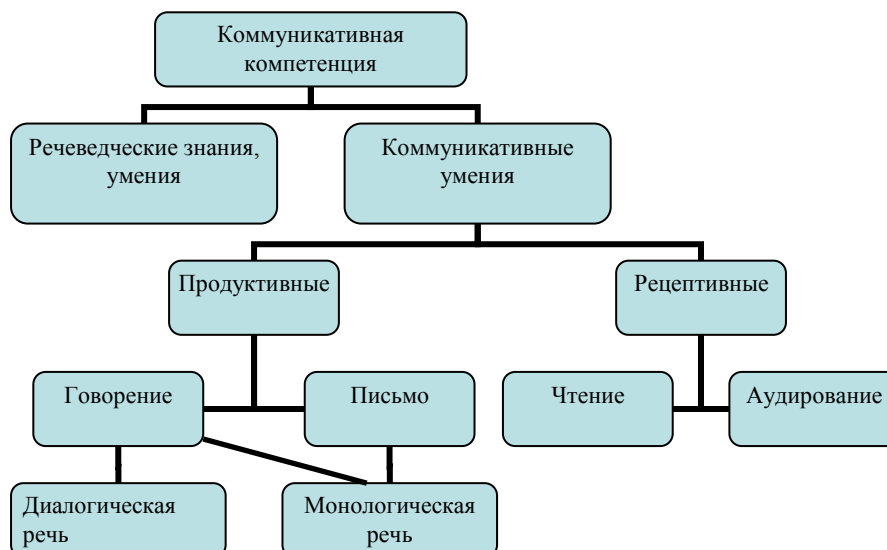 Коммуникативная
компетенция
Речеведческие знания,
умения
Коммуникативные
умения
Продуктивные
Рецептивные
Говорение
Письмо
Чтение
Аудирование
Диалогическая
речь
Монологическая
речь